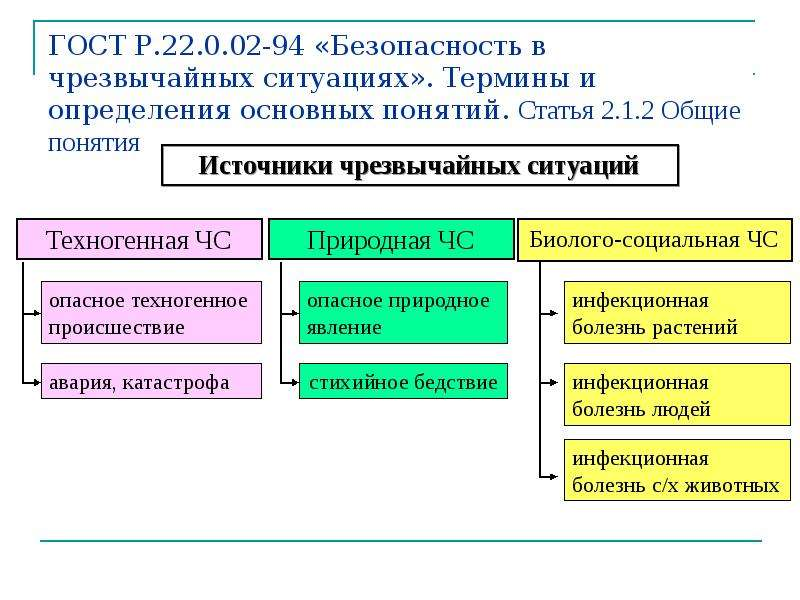 ГОСТ Р.22.0.02-94 «Безопасность в
чрезвычайных ситуациях». Термины и
определения основных понятий. Статья 2.1.2 Общие
понятия
Источники чрезвычайных ситуаций
Техногенная ЧС
опасное техногенное
происшествие
авария, катастрофа
Природная ЧС
опасное природное
явление
стихийное бедствие
Биолого-социальная ЧС
инфекционная
болезнь растений
инфекционная
болезнь людей
инфекционная
болезнь с/х животных